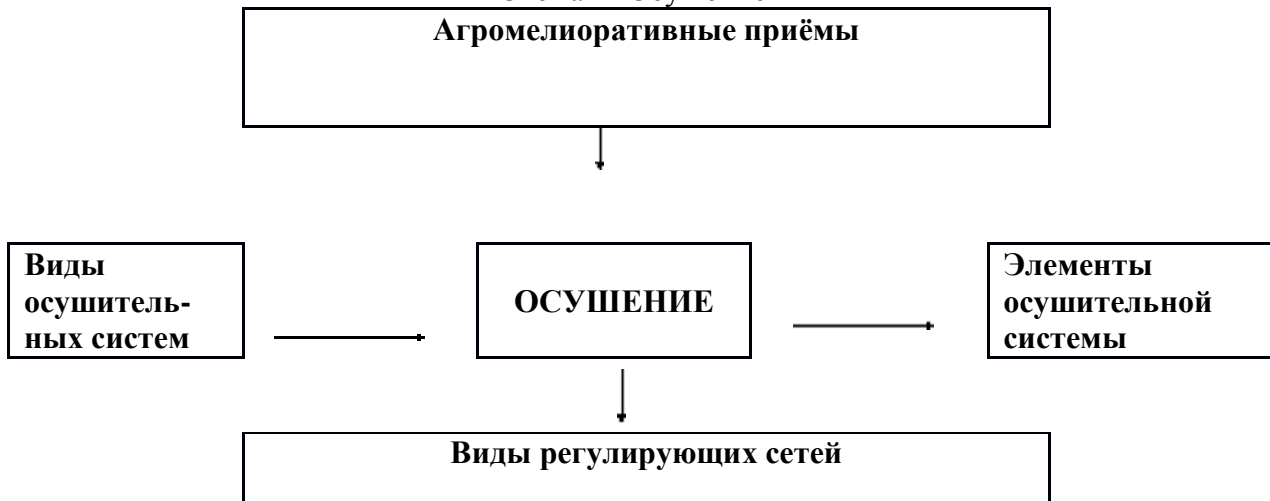 Агромелиоративные приёмы
Виды
осушитель-
ных систем
ОСУШЕНИЕ
Элементы
осушительной
системы
Виды регулирующих сетей